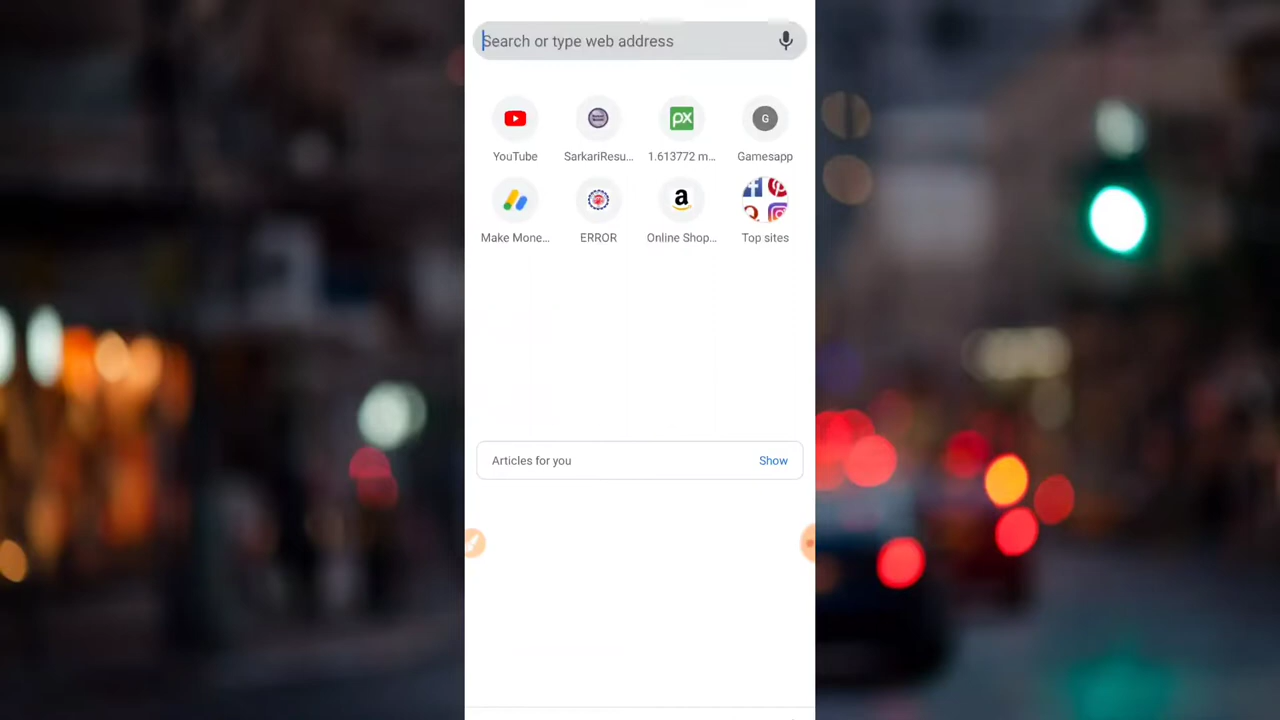 Search or type web address
YouTube
SarkariResu...
1.613772 m...
Gamesapp
Make Mone...
ERROR
Online Shop...
Top sites
Articles for you
Show